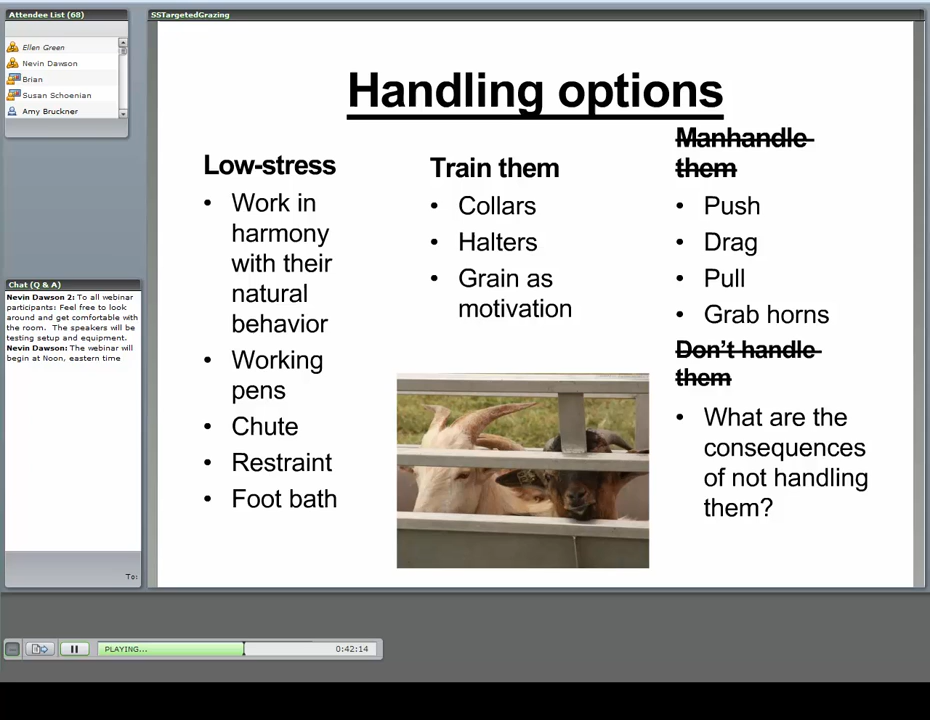 Attendee List (68)
Ellen Green
Nevin Dawson
Brian
Susan Schoenian
Amy Bruckner
Chat (Q & A)
Nevin Dawson 2: To all webinar
participants: Feel free to look
around and get comfortable with
the room.  The speakers will be
testing setup and equipment.
Nevin Dawson: The webinar will
begin at Noon, eastern time
To:
SSTargetedGrazing
Handling options
Low-stress
• Work in
harmony
with their
natural
behavior
• Working
pens
• Chute
• Restraint
• Foot bath
Train them
• Collars
• Halters
• Grain as
motivation
Manhandle
them
• Push
• Drag
• Pull
• Grab horns
Don't handle
them
• What are the
consequences
of not handling
them?
PLAYING...
0:42:14